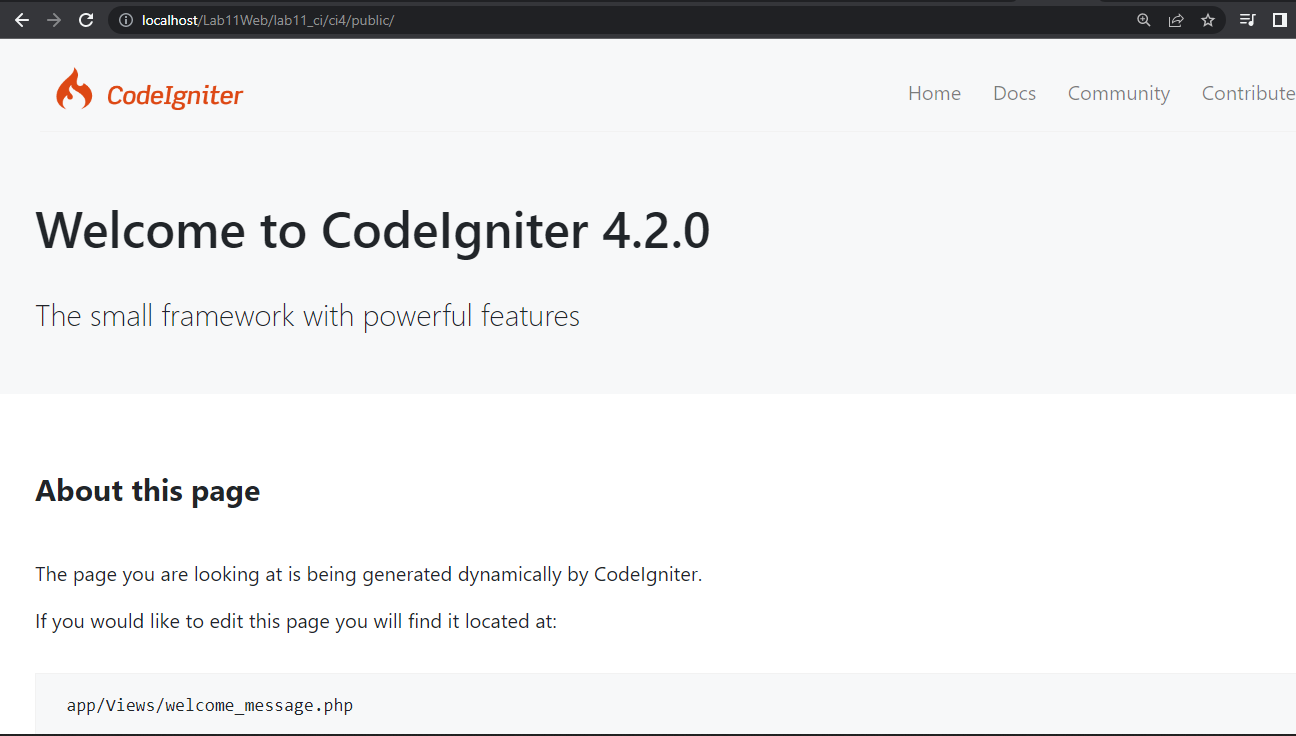 localhost/Lab11Web/lab11_ci/ci4/public/
CodeIgniter Home Docs Community Contribute
Welcome to CodeIgniter 4.2.0
The small framework with powerful features
About this page
The page you are looking at is being generated dynamically by CodeIgniter.
If you would like to edit this page you will find it located at:
app/Views/welcome_message.php